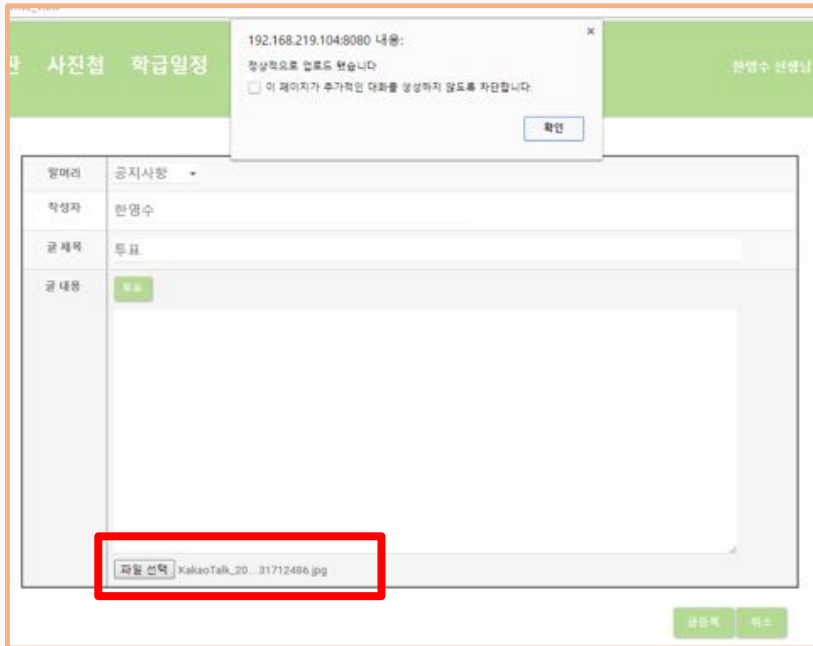 사진첩 학급일정
한영수 선생님
192.168.219.104:8080 내용:
정상적으로 업로드 됐습니다
이 페이지가 추가적인 대화를 생성하지 않도록 차단합니다.
확인
말머리 공지사항
작성자 한영수
글 제목 투표
글 내용 투표
파일 선택 KakaoTalk_20...31712486.jpg
글등록 취소